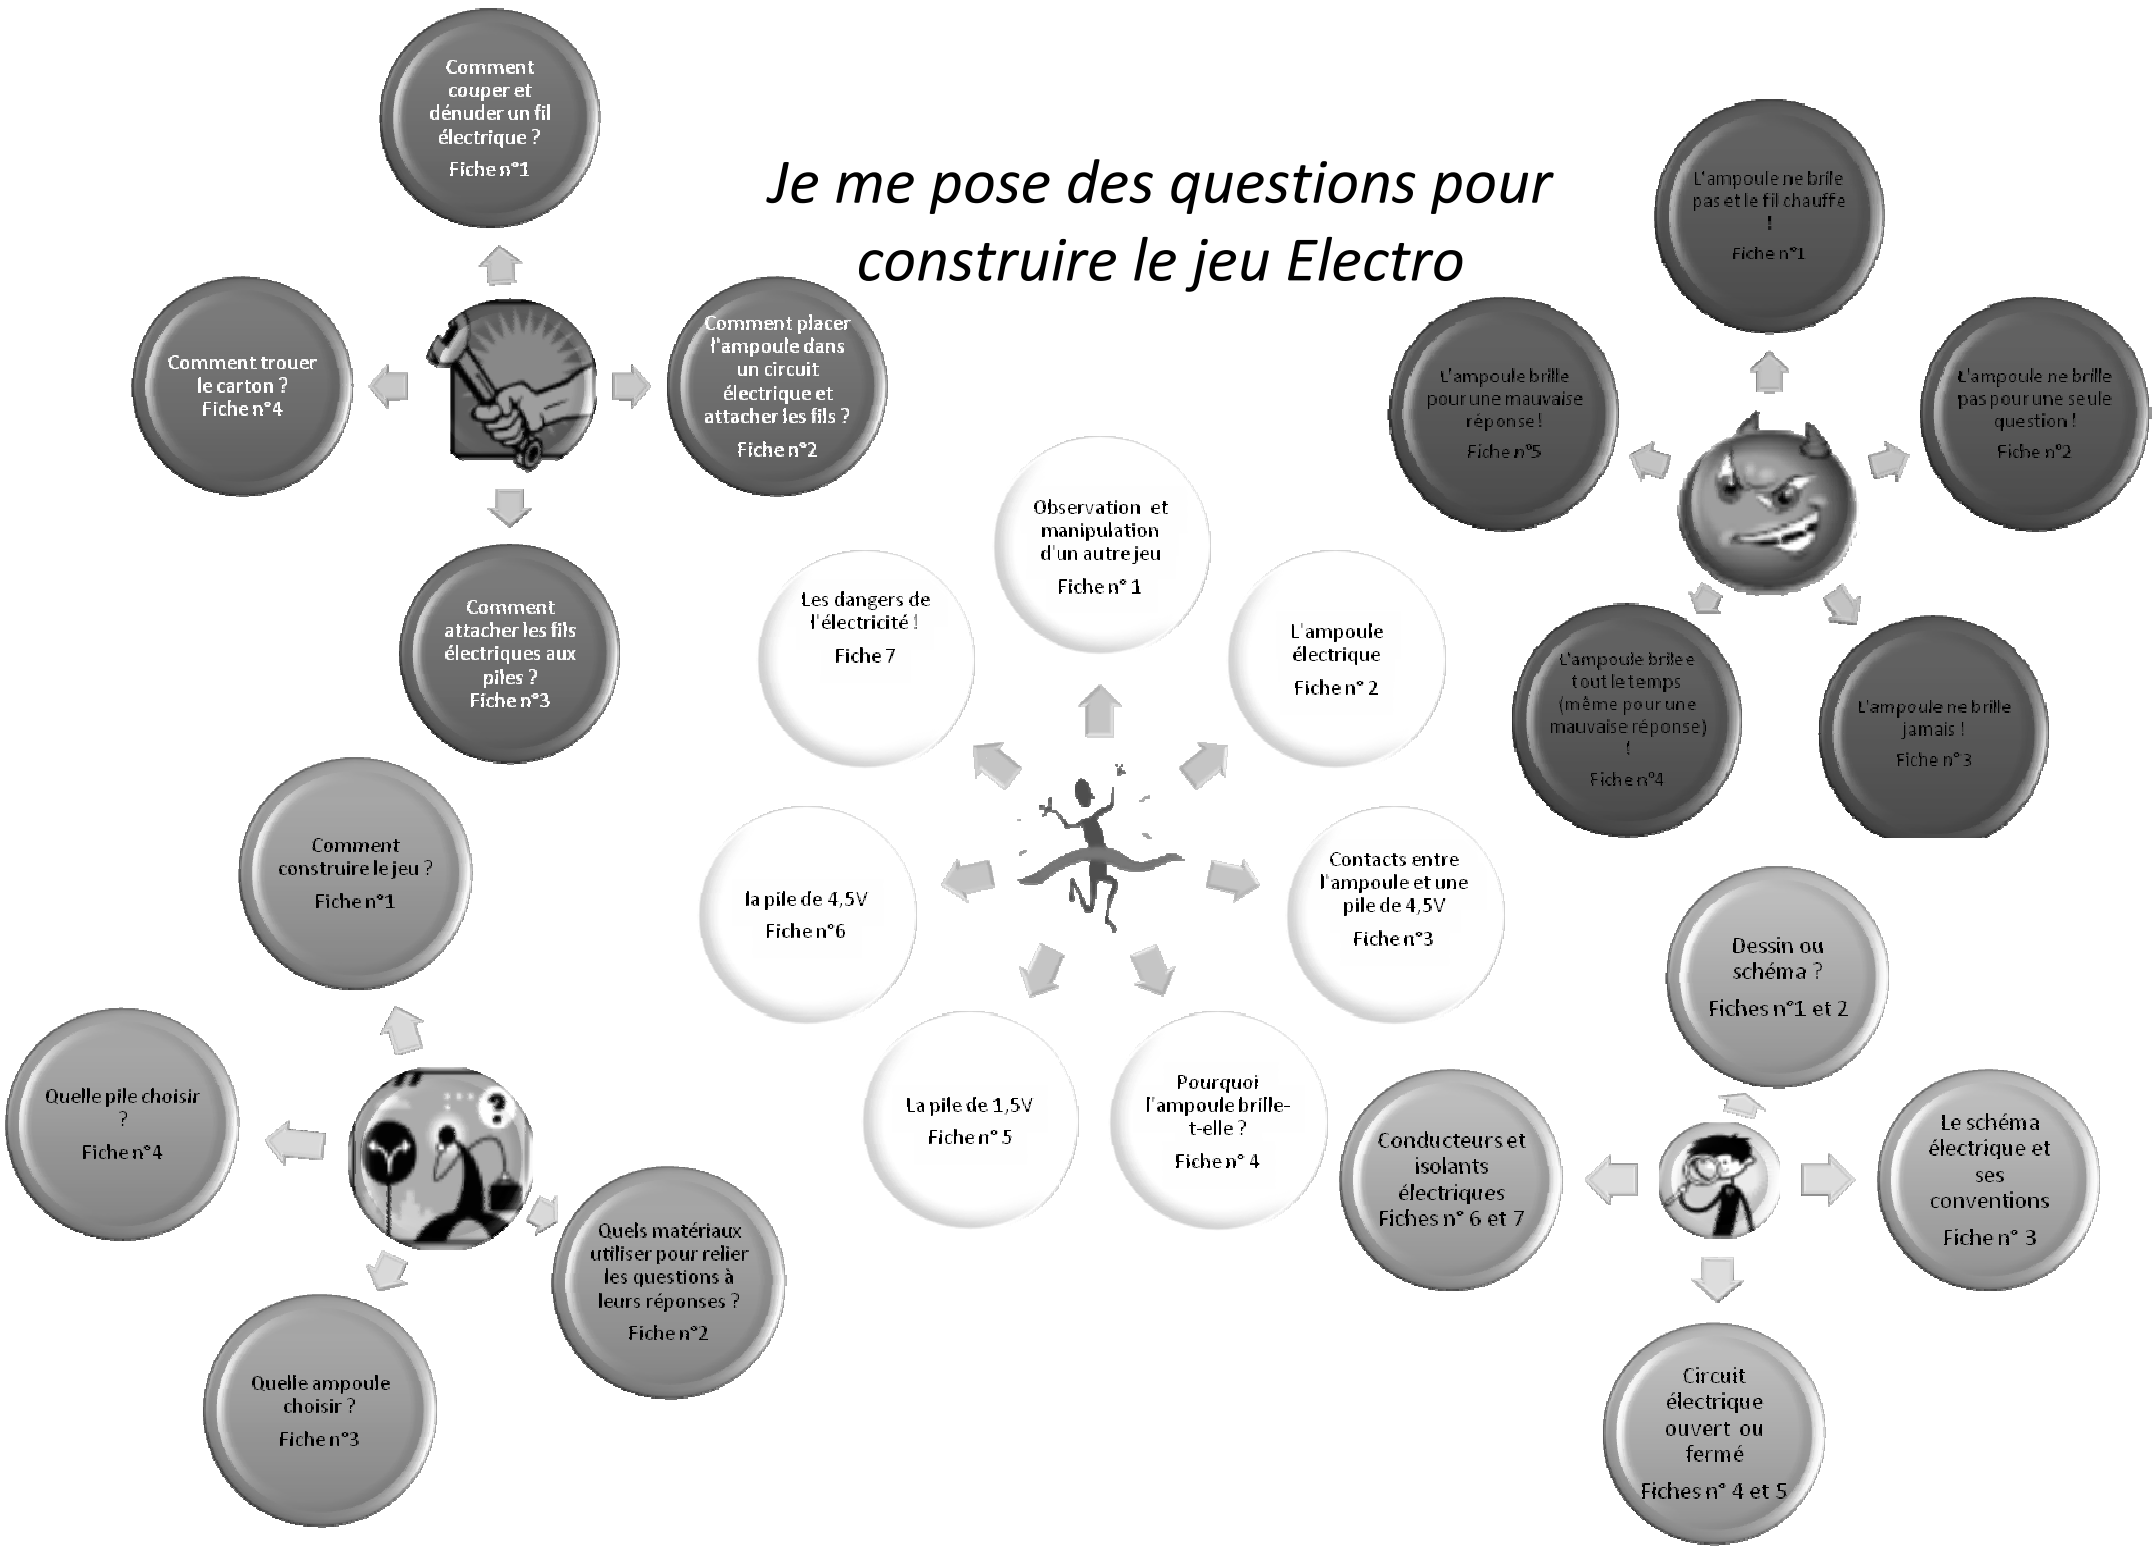 Je me pose des questions pour
construire le jeu Electro
Comment
couper et
dénuder un fil
électrique ?
Fiche n°1
Comment trouer
le carton ?
Fiche n°4
Comment placer
l'ampoule dans
un circuit
électrique et
attacher les fils ?
Fiche n°2
Comment
attacher les fils
électriques aux
piles ?
Fiche n°3
L'ampoule ne brile
pas et le fil chauffe
!
Fiche n°1
L'ampoule brille
pour une mauvaise
réponse !
Fiche n°5
L'ampoule ne brille
pas pour une seule
question !
Fiche n°2
L'ampoule brile e
tout le temps
(même pour une
mauvaise réponse)
!
Fiche n°4
L'ampoule ne brille
jamais !
Fiche n° 3
Observation et
manipulation
d'un autre jeu
Fiche n° 1
Les dangers de
l'électricité !
Fiche 7
L'ampoule
électrique
Fiche n° 2
la pile de 4,5V
Fiche n°6
Contacts entre
l'ampoule et une
pile de 4,5V
Fiche n°3
La pile de 1,5V
Fiche n° 5
Pourquoi
l'ampoule brille-
t-elle ?
Fiche n° 4
Comment
construire le jeu ?
Fiche n°1
Quelle pile choisir
?
Fiche n°4
?
Quels matériaux
utiliser pour relier
les questions à
leurs réponses ?
Fiche n°2
Quelle ampoule
choisir ?
Fiche n°3
Dessin ou
schéma ?
Fiches n°1 et 2
Conducteurs et
isolants
électriques
Fiches n° 6 et 7
Le schéma
électrique et
ses
conventions
Fiche n° 3
Circuit
électrique
ouvert ou
fermé
Fiches n° 4 et 5